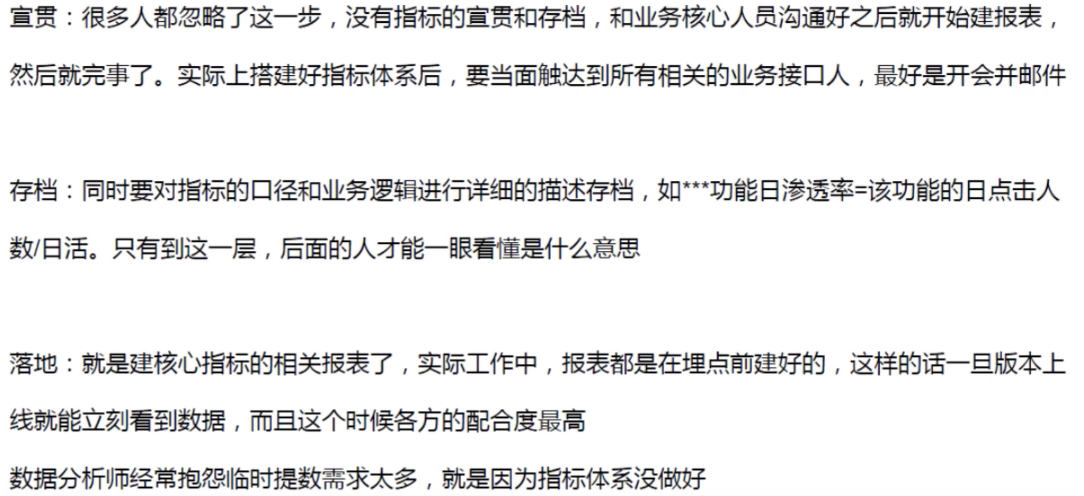 宣贯：很多人都忽略了这一步，没有指标的宣贯和存档，和业务核心人员沟通好之后就开始建报表，
然后就完事了。实际上搭建好指标体系后，要当面触达到所有相关的业务接口人，最好是开会并邮件
存档：同时要对指标的口径和业务逻辑进行详细的描述存档，如***功能日渗透率=该功能的日点击人
数/日活。只有到这一层，后面的人才能一眼看懂是什么意思
落地：就是建核心指标的相关报表了，实际工作中，报表都是在埋点前建好的，这样的话一旦版本上
线就能立刻看到数据，而且这个时候各方的配合度最高
数据分析师经常抱怨临时提数需求太多，就是因为指标体系没做好